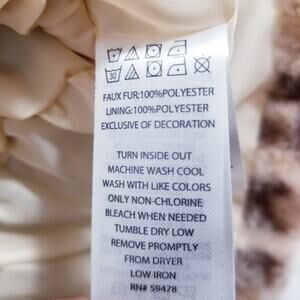 30
FAUX FUR:100%POLYESTER
LINING:100%POLYESTER
EXCLUSIVE OF DECORATION
TURN INSIDE OUT
MACHINE WASH COOL
WASH WITH LIKE COLORS
ONLY NON-CHLORINE
BLEACH WHEN NEEDED
TUMBLE DRY LOW
REMOVE PROMPTLY
FROM DRYER
LOW IRON
RN# 59478